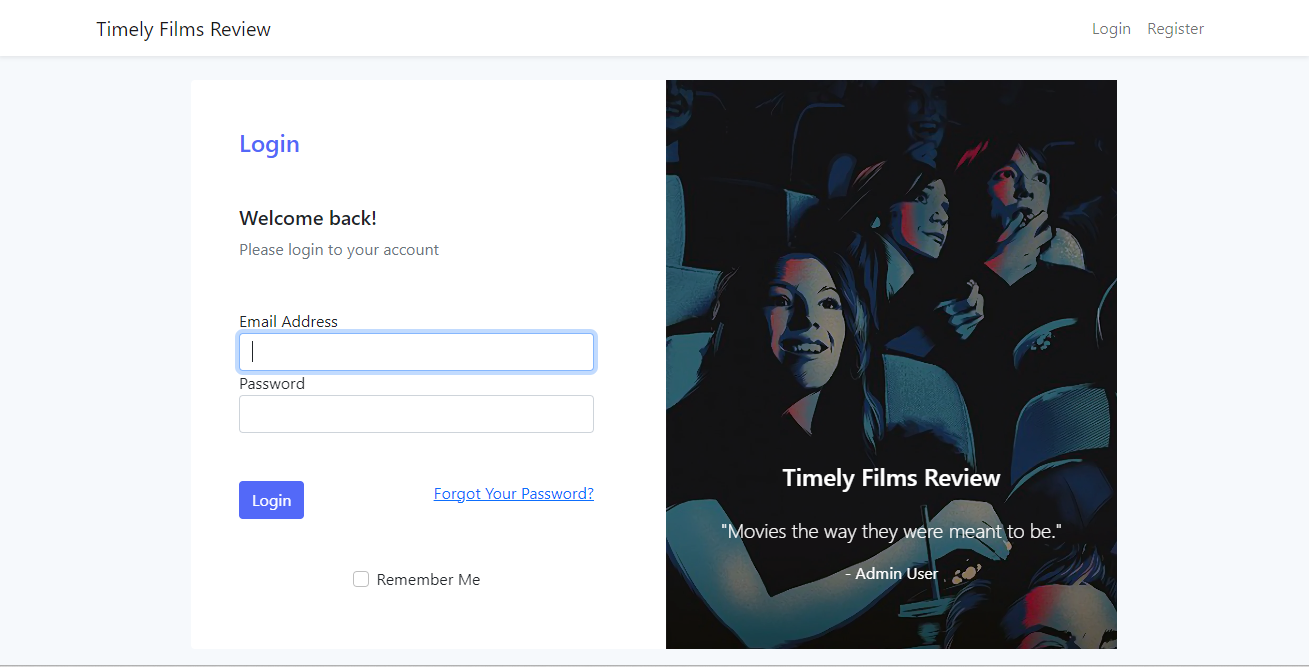 Timely Films Review
Login Register
Login
Welcome back!
Please login to your account
Email Address
Password
Login
Forgot Your Password?
Remember Me
Timely Films Review
"Movies the way they were meant to be."
- Admin User